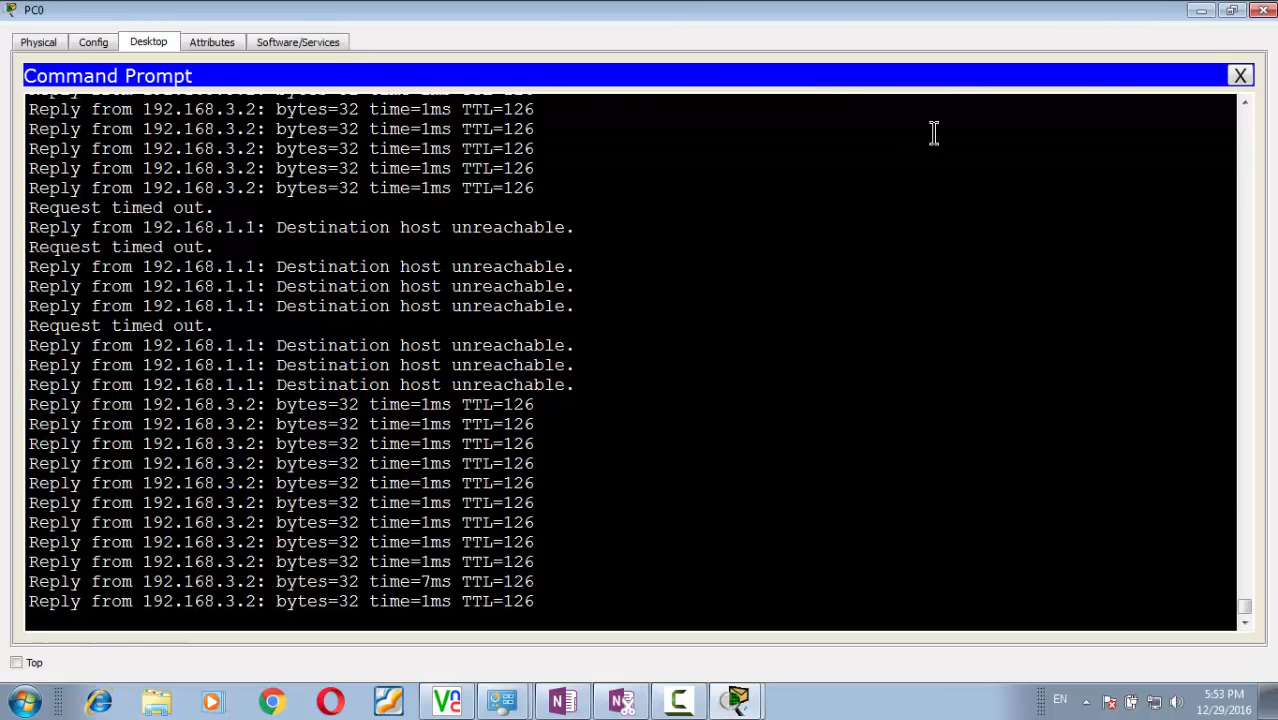 PC0
Physical Config Desktop Attributes Software/Services
Command Prompt X
Reply from 192.168.3.2: bytes=32 time=1ms TTL=126
Reply from 192.168.3.2: bytes=32 time=1ms TTL=126
Reply from 192.168.3.2: bytes=32 time=1ms TTL=126
Reply from 192.168.3.2: bytes=32 time=1ms TTL=126
Reply from 192.168.3.2: bytes=32 time=1ms TTL=126
Request timed out.
Reply from 192.168.1.1: Destination host unreachable.
Request timed out.
Reply from 192.168.1.1: Destination host unreachable.
Reply from 192.168.1.1: Destination host unreachable.
Reply from 192.168.1.1: Destination host unreachable.
Request timed out.
Reply from 192.168.1.1: Destination host unreachable.
Reply from 192.168.1.1: Destination host unreachable.
Reply from 192.168.1.1: Destination host unreachable.
Reply from 192.168.3.2: bytes=32 time=1ms TTL=126
Reply from 192.168.3.2: bytes=32 time=1ms TTL=126
Reply from 192.168.3.2: bytes=32 time=1ms TTL=126
Reply from 192.168.3.2: bytes=32 time=1ms TTL=126
Reply from 192.168.3.2: bytes=32 time=1ms TTL=126
Reply from 192.168.3.2: bytes=32 time=1ms TTL=126
Reply from 192.168.3.2: bytes=32 time=1ms TTL=126
Reply from 192.168.3.2: bytes=32 time=1ms TTL=126
Reply from 192.168.3.2: bytes=32 time=1ms TTL=126
Reply from 192.168.3.2: bytes=32 time=7ms TTL=126
Reply from 192.168.3.2: bytes=32 time=1ms TTL=126
Top
EN
5:53 PM
12/29/2016